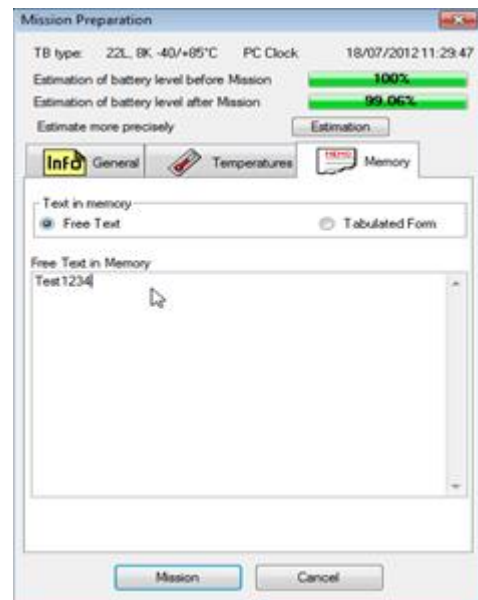 Mission Preparation
TB type: 22L, 8K -40/+85°C PC Clock 18/07/2012 11:29:47
Estimation of battery level before Mission 100%
Estimation of battery level after Mission 99.06%
Estimate more precisely Estimation
Info General Temperatures MEMO Memory
Text in memory
Free Text Tabulated Form
Free Text in Memory
Test1234
Mission Cancel